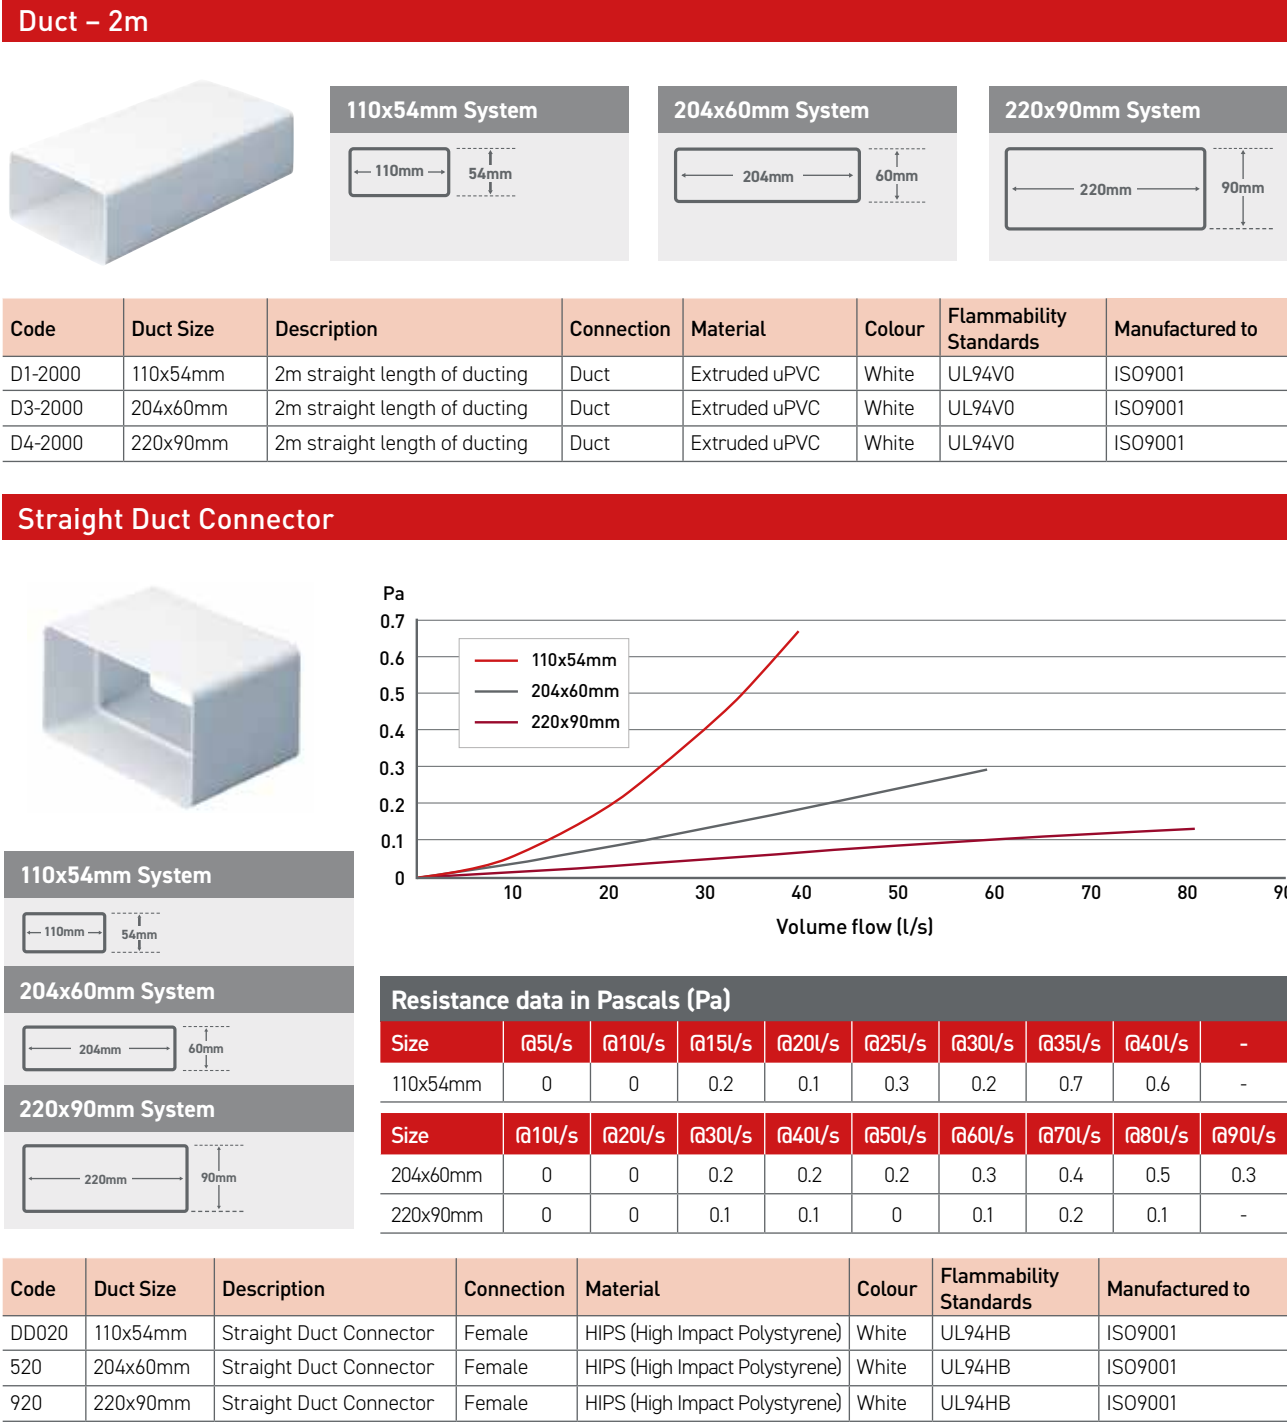 Duct – 2m
110x54mm System
110mm
54mm
204x60mm System
204mm
60mm
220x90mm System
220mm
90mm
Code Duct Size Description Connection Material Colour Flammability Standards Manufactured to
D1-2000 110x54mm 2m straight length of ducting Duct Extruded uPVC White UL94V0 ISO9001
D3-2000 204x60mm 2m straight length of ducting Duct Extruded uPVC White UL94V0 ISO9001
D4-2000 220x90mm 2m straight length of ducting Duct Extruded uPVC White UL94V0 ISO9001
Straight Duct Connector
Pa
0.7
0.6
0.5
0.4
0.3
0.2
0.1
0
110x54mm
204x60mm
220x90mm
10 20 30 40 50 60 70 80
Volume flow (l/s)
110x54mm System
110mm
54mm
204x60mm System
204mm
60mm
220x90mm System
220mm
90mm
Resistance data in Pascals (Pa)
Size @5l/s @10l/s @15l/s @20l/s @25l/s @30l/s @35l/s @40l/s -
110x54mm 0 0 0.2 0.1 0.3 0.2 0.7 0.6 -
Size @10l/s @20l/s @30l/s @40l/s @50l/s @60l/s @70l/s @80l/s @90l/s
204x60mm 0 0 0.2 0.2 0.2 0.3 0.4 0.5 0.3
220x90mm 0 0 0.1 0.1 0 0.1 0.2 0.1 -
Code Duct Size Description Connection Material Colour Flammability Standards Manufactured to
DD020 110x54mm Straight Duct Connector Female HIPS (High Impact Polystyrene) White UL94HB ISO9001
520 204x60mm Straight Duct Connector Female HIPS (High Impact Polystyrene) White UL94HB ISO9001
920 220x90mm Straight Duct Connector Female HIPS (High Impact Polystyrene) White UL94HB ISO9001